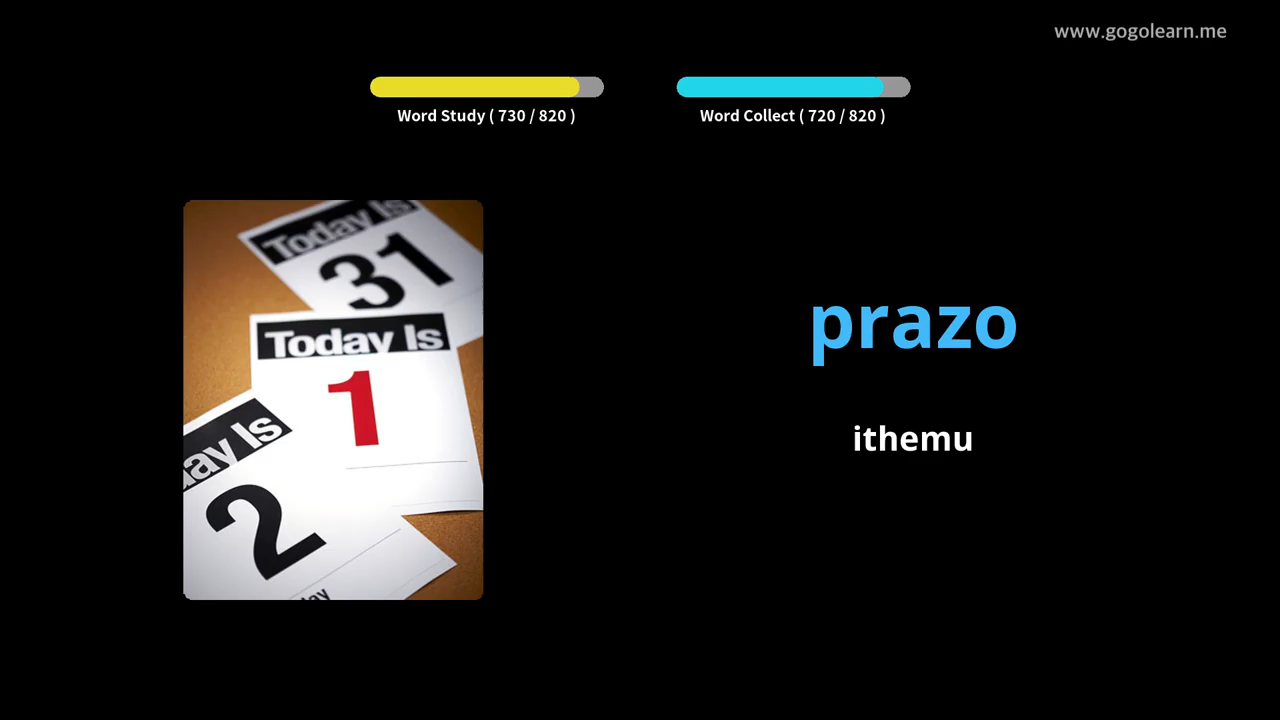 www.gogolearn.me
Word Study ( 730 / 820 )
Word Collect ( 720 / 820 )
Today Is
31
Today Is
1
ay Is
2
prazo
ithemu